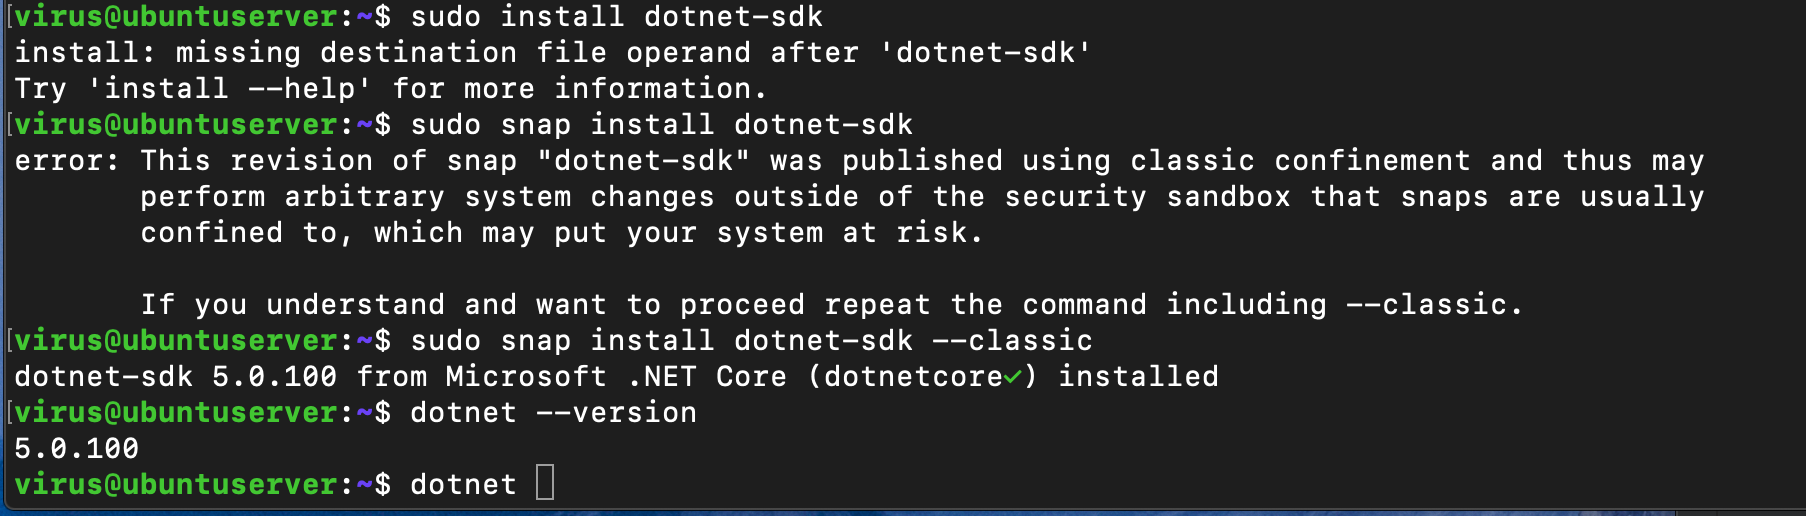 [virus@ubuntuserver:~$ sudo install dotnet-sdk
install: missing destination file operand after 'dotnet-sdk'
Try 'install --help' for more information.
[virus@ubuntuserver:~$ sudo snap install dotnet-sdk
error: This revision of snap "dotnet-sdk" was published using classic confinement and thus may
       perform arbitrary system changes outside of the security sandbox that snaps are usually
       confined to, which may put your system at risk.

       If you understand and want to proceed repeat the command including --classic.
[virus@ubuntuserver:~$ sudo snap install dotnet-sdk --classic
dotnet-sdk 5.0.100 from Microsoft .NET Core (dotnetcore✓) installed
[virus@ubuntuserver:~$ dotnet --version
5.0.100
virus@ubuntuserver:~$ dotnet